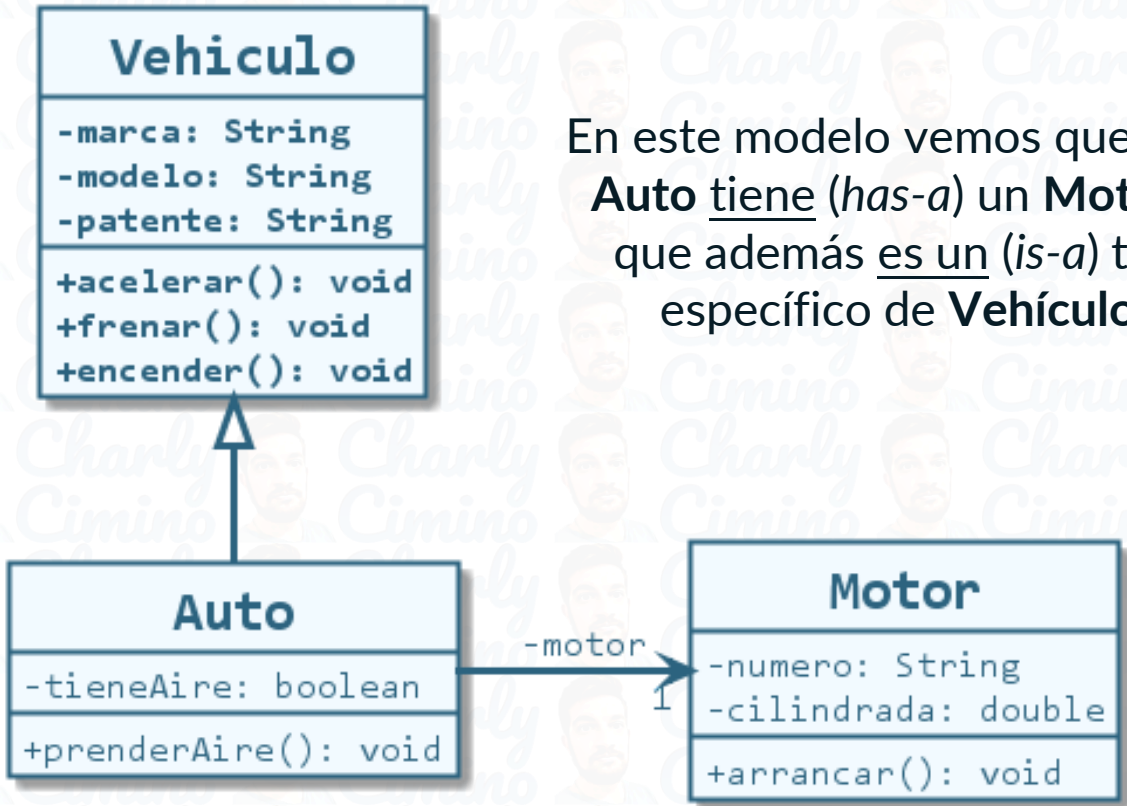 Vehiculo
-marca: String
-modelo: String
-patente: String
+acelerar(): void
+frenar(): void
+encender(): void
En este modelo vemos que
Auto tiene (has-a) un Mot
que además es un (is-a) t
específico de Vehículo
Auto
-tieneAire: boolean
+prenderAire(): void
-motor
1
Motor
-numero: String
-cilindrada: double
+arrancar(): void
Charly
Cimino